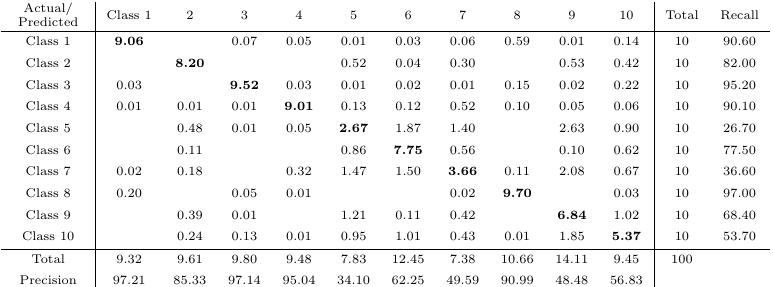 Actual/
Predicted Class 1 2 3 4 5 6 7 8 9 10 Total Recall
Class 1 9.06 0.07 0.05 0.01 0.03 0.06 0.59 0.01 0.14 10 90.60
Class 2 8.20 0.52 0.04 0.30 0.53 0.42 10 82.00
Class 3 0.03 9.52 0.03 0.01 0.02 0.01 0.15 0.02 0.22 10 95.20
Class 4 0.01 0.01 0.01 9.01 0.13 0.12 0.52 0.10 0.05 0.06 10 90.10
Class 5 0.48 0.01 0.05 2.67 1.87 1.40 2.63 0.90 10 26.70
Class 6 0.11 0.86 7.75 0.56 0.10 0.62 10 77.50
Class 7 0.02 0.18 0.32 1.47 1.50 3.66 0.11 2.08 0.67 10 36.60
Class 8 0.20 0.05 0.01 0.02 9.70 0.03 10 97.00
Class 9 0.39 0.01 1.21 0.11 0.42 6.84 1.02 10 68.40
Class 10 0.24 0.13 0.01 0.95 1.01 0.43 0.01 1.85 5.37 10 53.70
Total 9.32 9.61 9.80 9.48 7.83 12.45 7.38 10.66 14.11 9.45 100
Precision 97.21 85.33 97.14 95.04 34.10 62.25 49.59 90.99 48.48 56.83